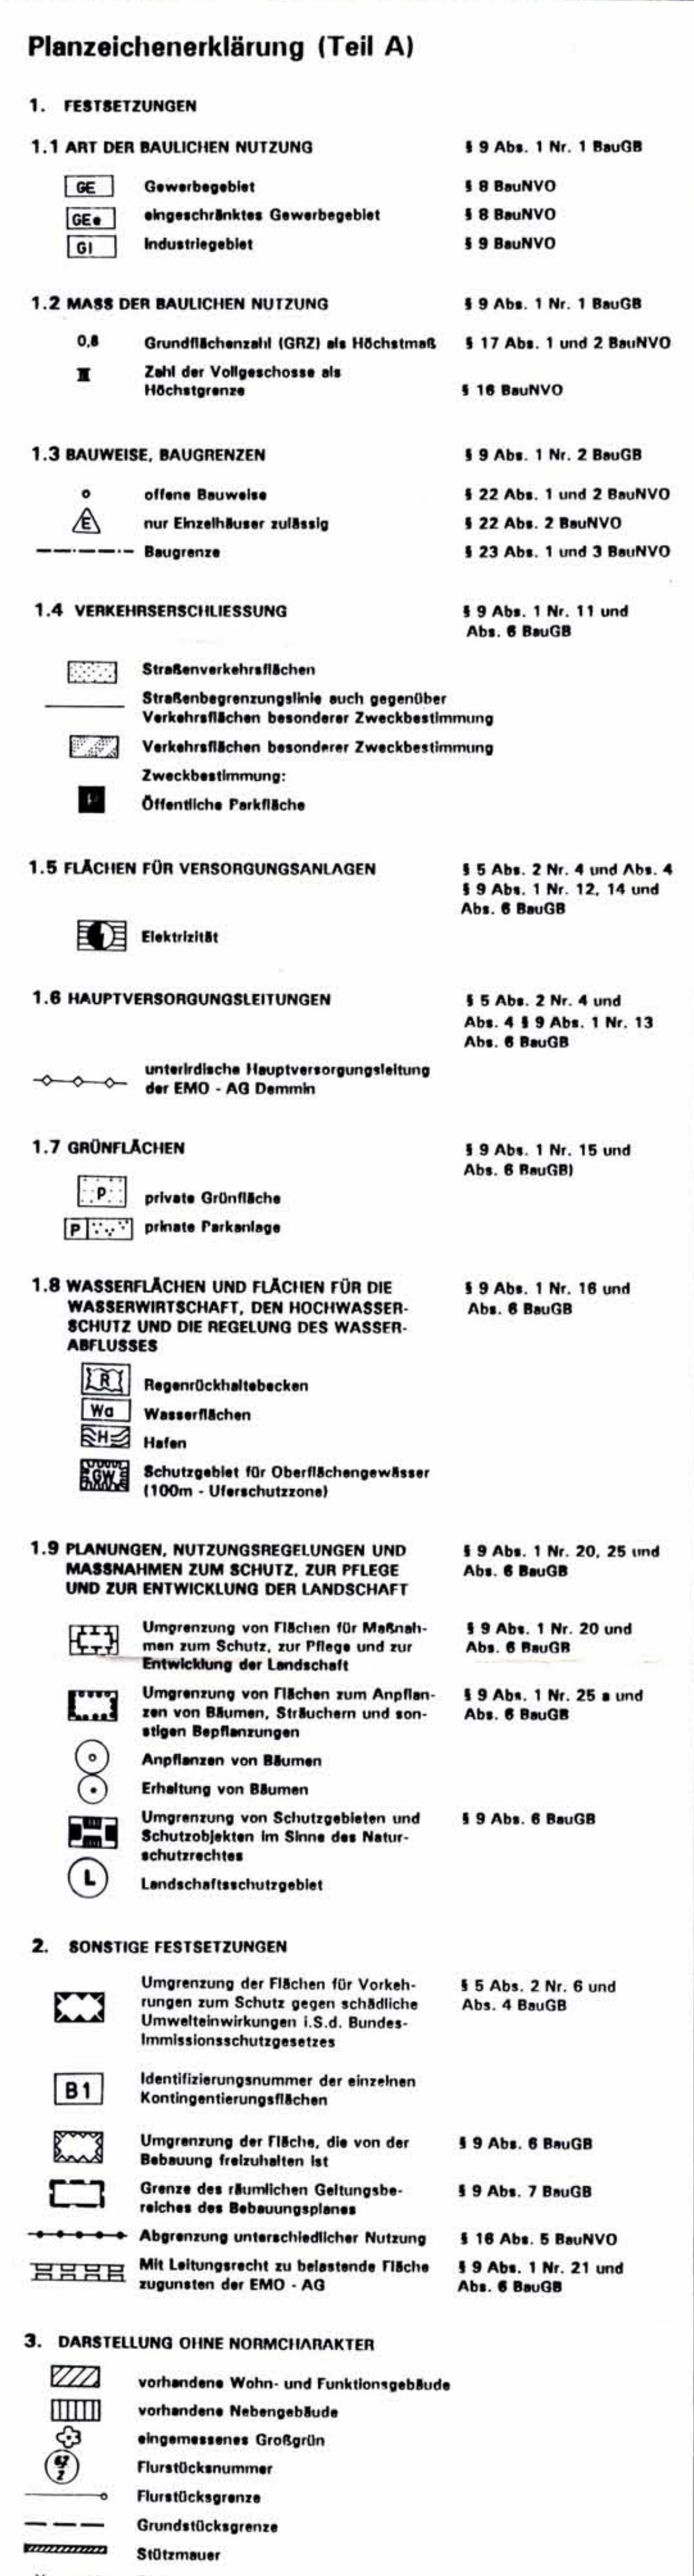 Planzeichenerklärung (Teil A)
1. FESTSETZUNGEN
1.1 ART DER BAULICHEN NUTZUNG § 9 Abs. 1 Nr. 1 BauGB
GE Gewerbegebiet § 8 BauNVO
GEe eingeschränktes Gewerbegebiet § 8 BauNVO
GI Industriegebiet § 9 BauNVO
1.2 MASS DER BAULICHEN NUTZUNG § 9 Abs. 1 Nr. 1 BauGB
0,8 Grundflächenzahl (GRZ) als Höchstmaß § 17 Abs. 1 und 2 BauNVO
Zahl der Vollgeschosse als
Höchstgrenze § 16 BauNVO
1.3 BAUWEISE, BAUGRENZEN § 9 Abs. 1 Nr. 2 BauGB
o offene Bauweise § 22 Abs. 1 und 2 BauNVO
E nur Einzelhäuser zulässig § 22 Abs. 2 BauNVO
Baugrenze § 23 Abs. 1 und 3 BauNVO
1.4 VERKEHRSERSCHLIESSUNG § 9 Abs. 1 Nr. 11 und
Abs. 6 BauGB
Straßenverkehrsflächen
Straßenbegrenzungslinie auch gegenüber
Verkehrsflächen besonderer Zweckbestimmung
Verkehrsflächen besonderer Zweckbestimmung
Zweckbestimmung:
P Öffentliche Parkfläche
1.5 FLÄCHEN FÜR VERSORGUNGSANLAGEN § 5 Abs. 2 Nr. 4 und Abs. 4
§ 9 Abs. 1 Nr. 12, 14 und
Abs. 6 BauGB
Elektrizität
1.6 HAUPTVERSORGUNGSLEITUNGEN § 5 Abs. 2 Nr. 4 und
Abs. 4 § 9 Abs. 1 Nr. 13
Abs. 6 BauGB
unterirdische Hauptversorgungsleitung
der EMO - AG Demmin
1.7 GRÜNFLÄCHEN § 9 Abs. 1 Nr. 15 und
Abs. 6 BauGB)
P private Grünfläche
P prinate Parkanlage
1.8 WASSERFLÄCHEN UND FLÄCHEN FÜR DIE § 9 Abs. 1 Nr. 16 und
WASSERWIRTSCHAFT, DEN HOCHWASSER- Abs. 6 BauGB
SCHUTZ UND DIE REGELUNG DES WASSER-
ABFLUSSES
R Regenrückhaltebecken
Wa Wasserflächen
H Hafen
GW Schutzgebiet für Oberflächengewässer
(100m - Uferschutzzone)
1.9 PLANUNGEN, NUTZUNGSREGELUNGEN UND § 9 Abs. 1 Nr. 20, 25 und
MASSNAHMEN ZUM SCHUTZ, ZUR PFLEGE Abs. 6 BauGB
UND ZUR ENTWICKLUNG DER LANDSCHAFT
Umgrenzung von Flächen für Maßnah- § 9 Abs. 1 Nr. 20 und
men zum Schutz, zur Pflege und zur Abs. 6 BauGB
Entwicklung der Landschaft
Umgrenzung von Flächen zum Anpflan- § 9 Abs. 1 Nr. 25 a und
zen von Bäumen, Sträuchern und son- Abs. 6 BauGB
stigen Bepflanzungen
Anpflanzen von Bäumen
Erhaltung von Bäumen
Umgrenzung von Schutzgebieten und § 9 Abs. 6 BauGB
Schutzobjekten im Sinne des Natur-
schutzrechtes
L Landschaftsschutzgebiet
2. SONSTIGE FESTSETZUNGEN
Umgrenzung der Flächen für Vorkeh- § 5 Abs. 2 Nr. 6 und
rungen zum Schutz gegen schädliche Abs. 4 BauGB
Umwelteinwirkungen i.S.d. Bundes-
Immissionsschutzgesetzes
B1 Identifizierungsnummer der einzelnen
Kontingentierungsflächen
Umgrenzung der Fläche, die von der § 9 Abs. 6 BauGB
Bebauung freizuhalten ist
Grenze des räumlichen Geltungsbe- § 9 Abs. 7 BauGB
reiches des Bebauungsplanes
Abgrenzung unterschiedlicher Nutzung § 16 Abs. 5 BauNVO
Mit Leitungsrecht zu belastende Fläche § 9 Abs. 1 Nr. 21 und
zugunsten der EMO - AG Abs. 6 BauGB
3. DARSTELLUNG OHNE NORMCHARAKTER
vorhandene Wohn- und Funktionsgebäude
vorhandene Nebengebäude
eingemessenes Großgrün
Flurstücksnummer
Flurstücksgrenze
Grundstücksgrenze
Stützmauer